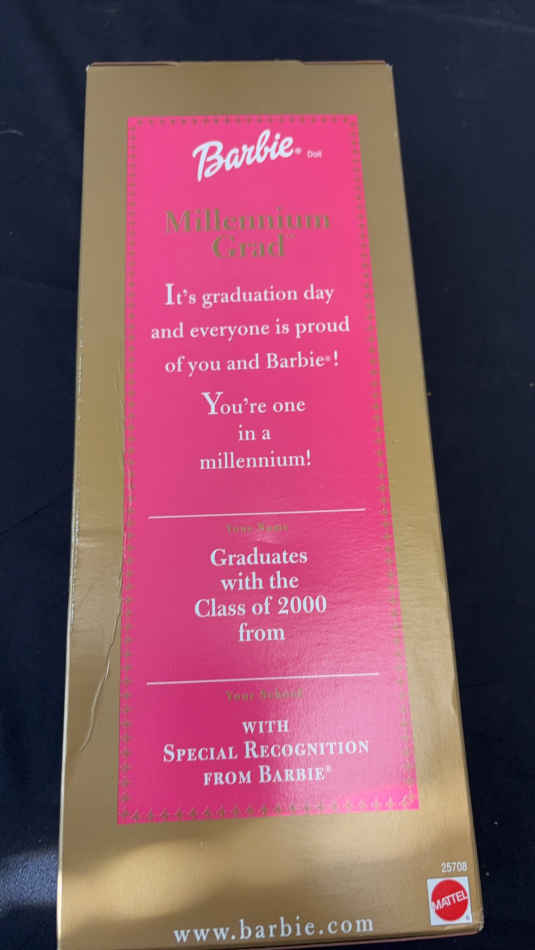 Barbie® Doll
Millennium
Grad™
It's graduation day
and everyone is proud
of you and Barbie®!
You're one
in a
millennium!
Your Name
Graduates
with the
Class of 2000
from
Your School
WITH
SPECIAL RECOGNITION
FROM BARBIE®
25708
MATTEL
www.barbie.com